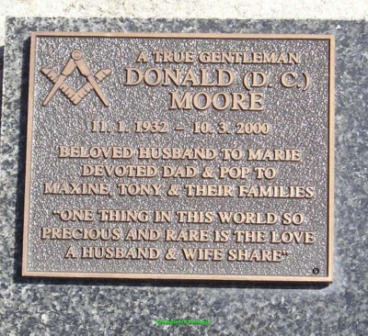 A TRUE GENTLEMAN
DONALD (D. C.)
MOORE
11. 1. 1932 – 10. 3. 2000
BELOVED HUSBAND TO MARIE
DEVOTED DAD & POP TO
MAXINE, TONY & THEIR FAMILIES
"ONE THING IN THIS WORLD SO
PRECIOUS AND RARE IS THE LOVE
A HUSBAND & WIFE SHARE"